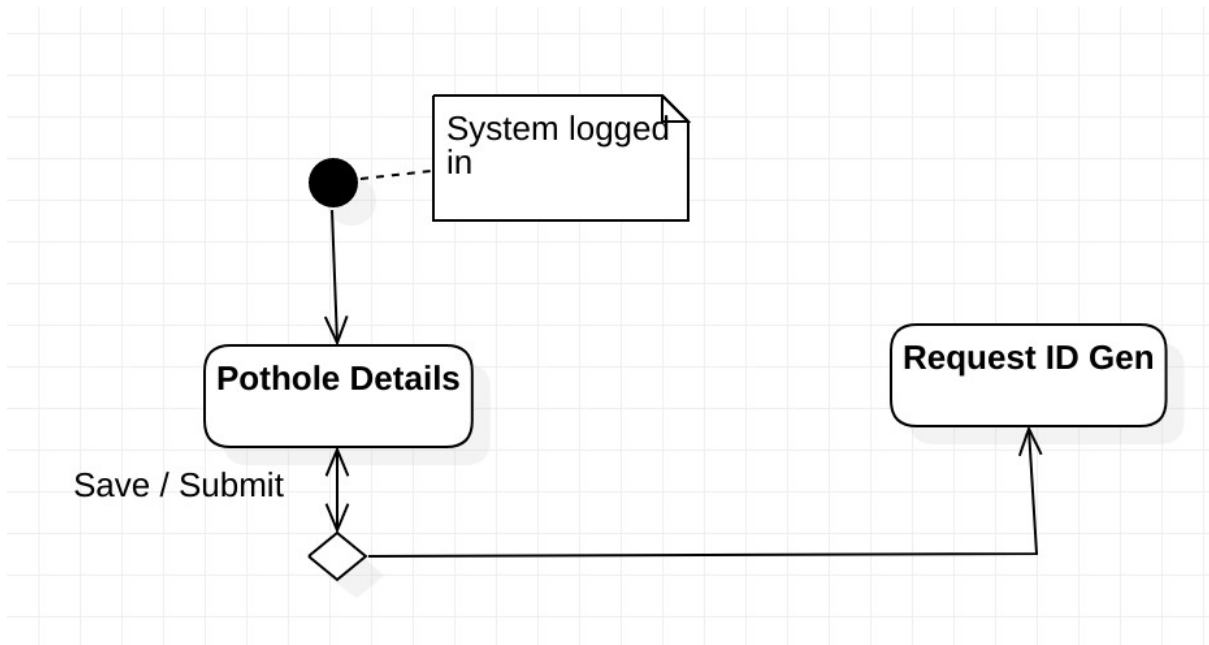 System logged
in
Pothole Details
Request ID Gen
Save / Submit